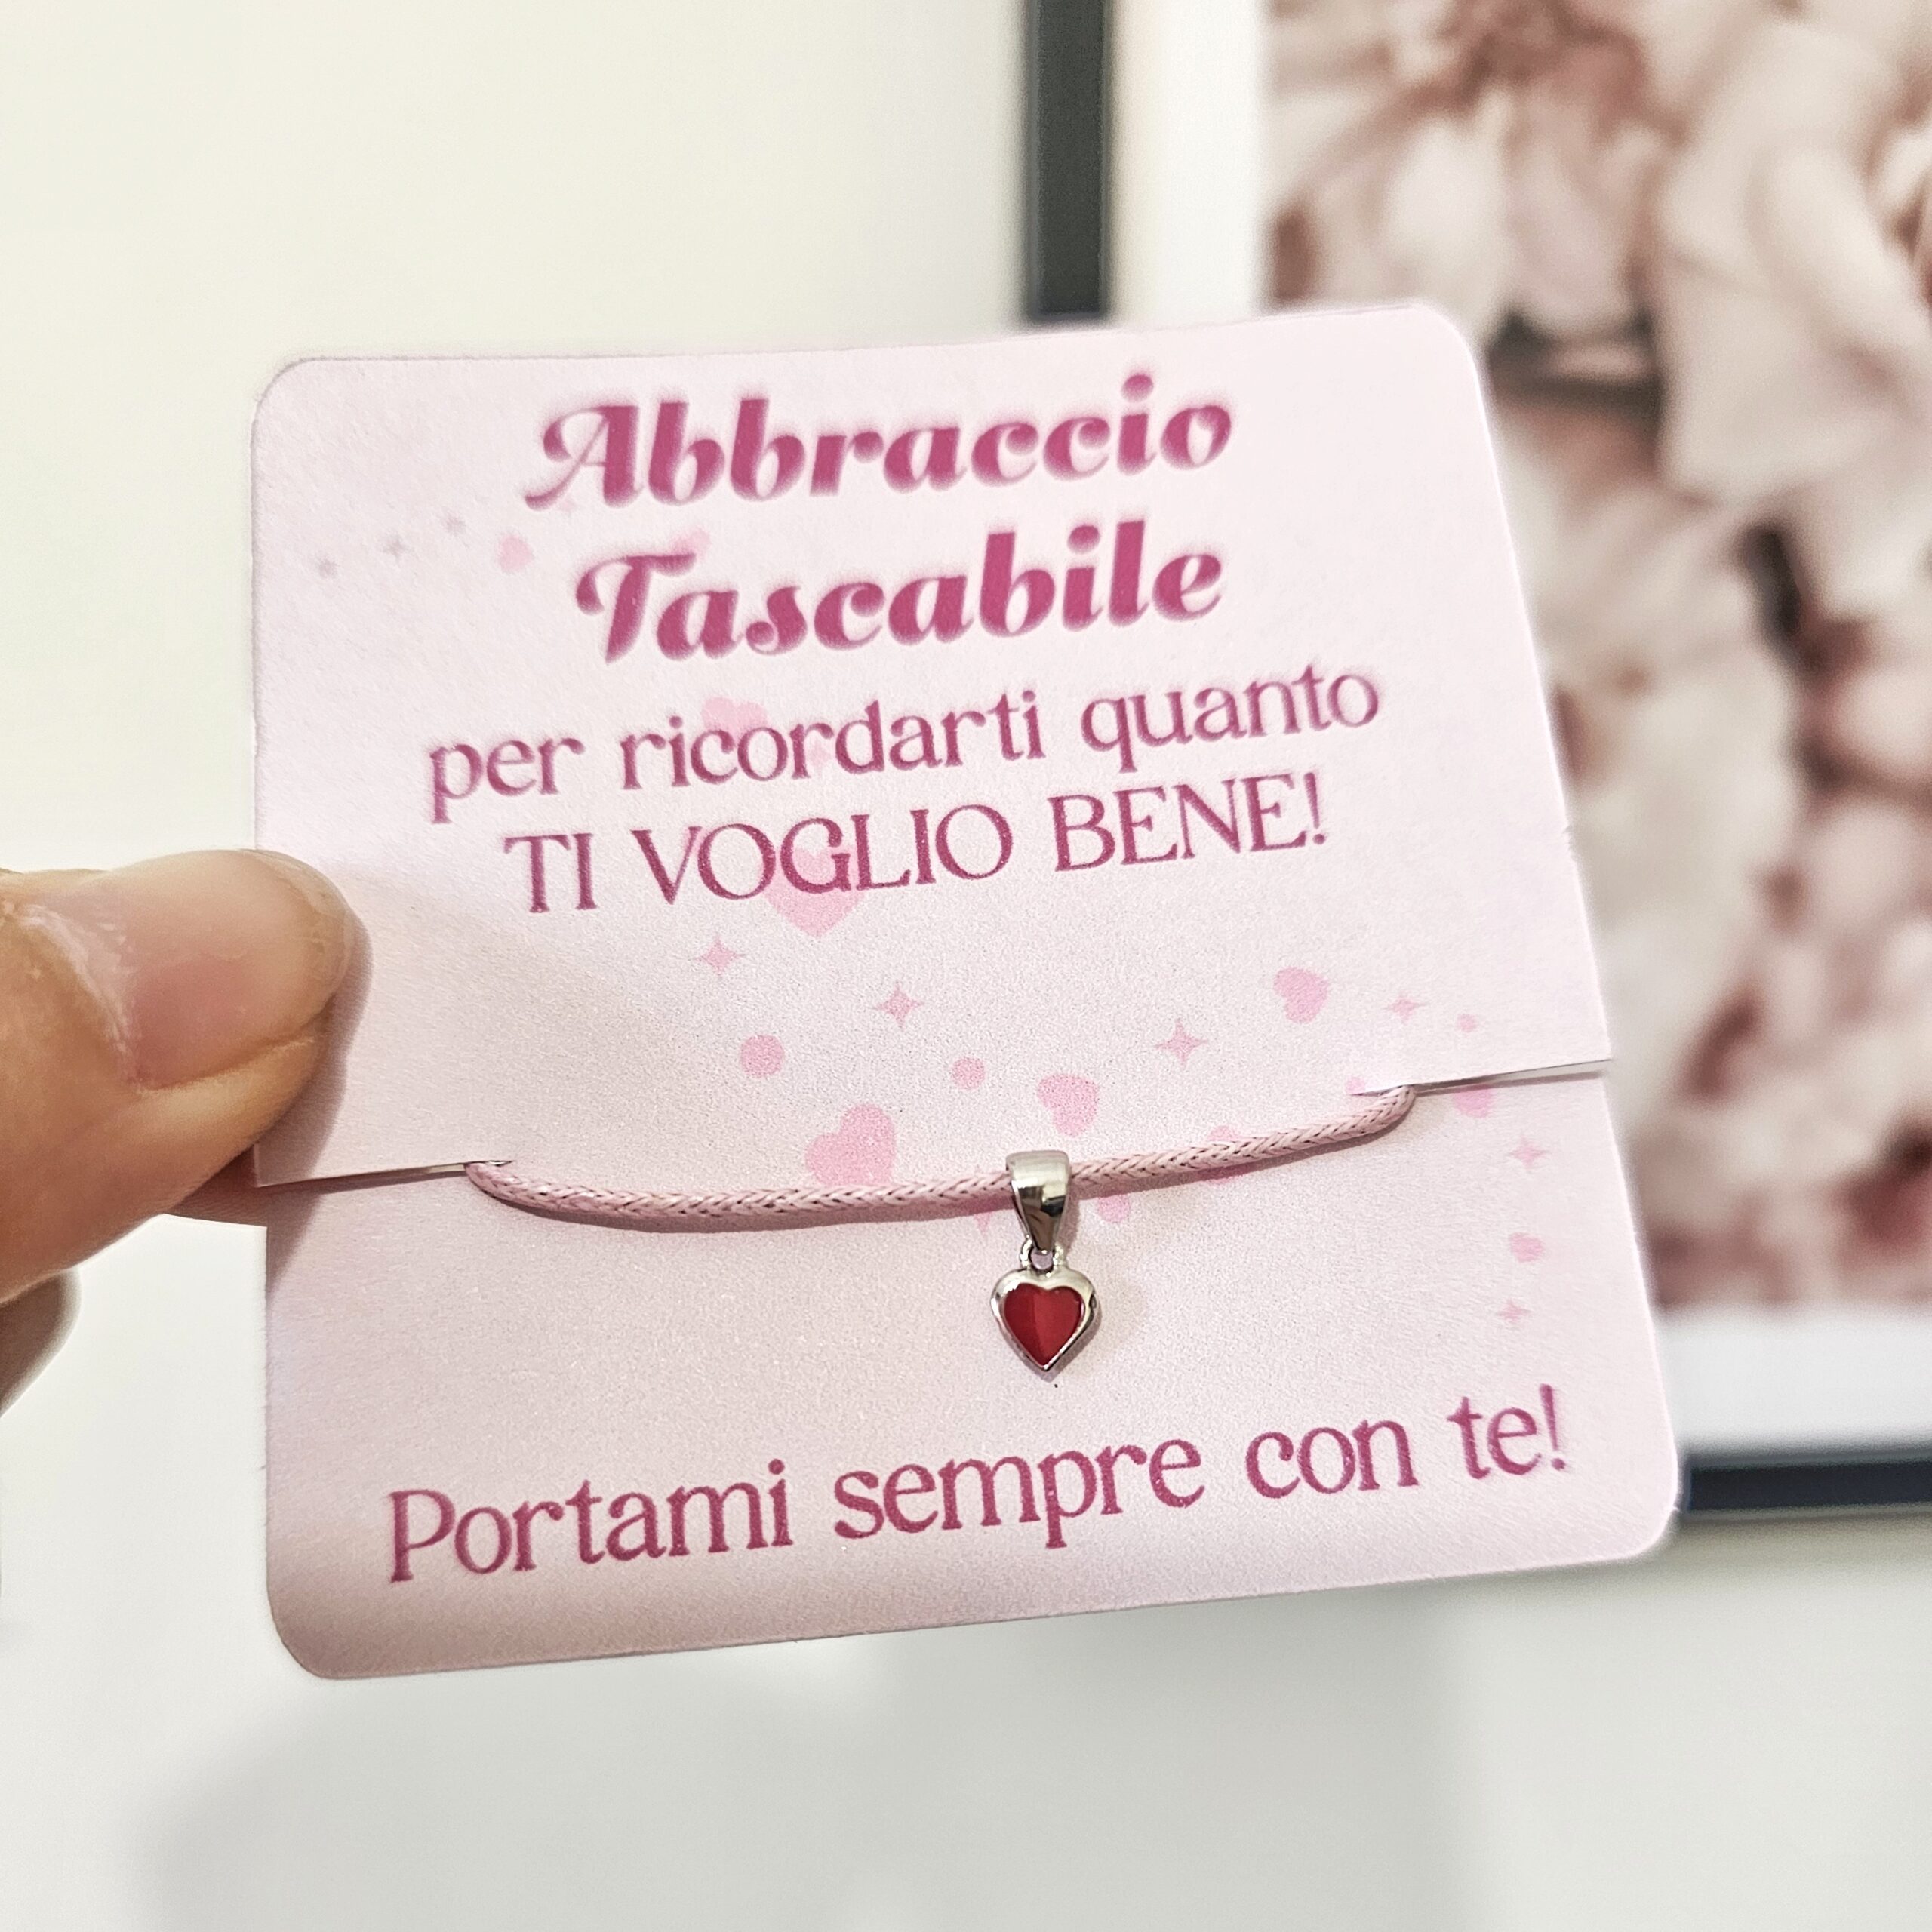 Abbraccio
Tascabile
per ricordarti quanto
TI VOGLIO BENE!
Portami sempre con te!